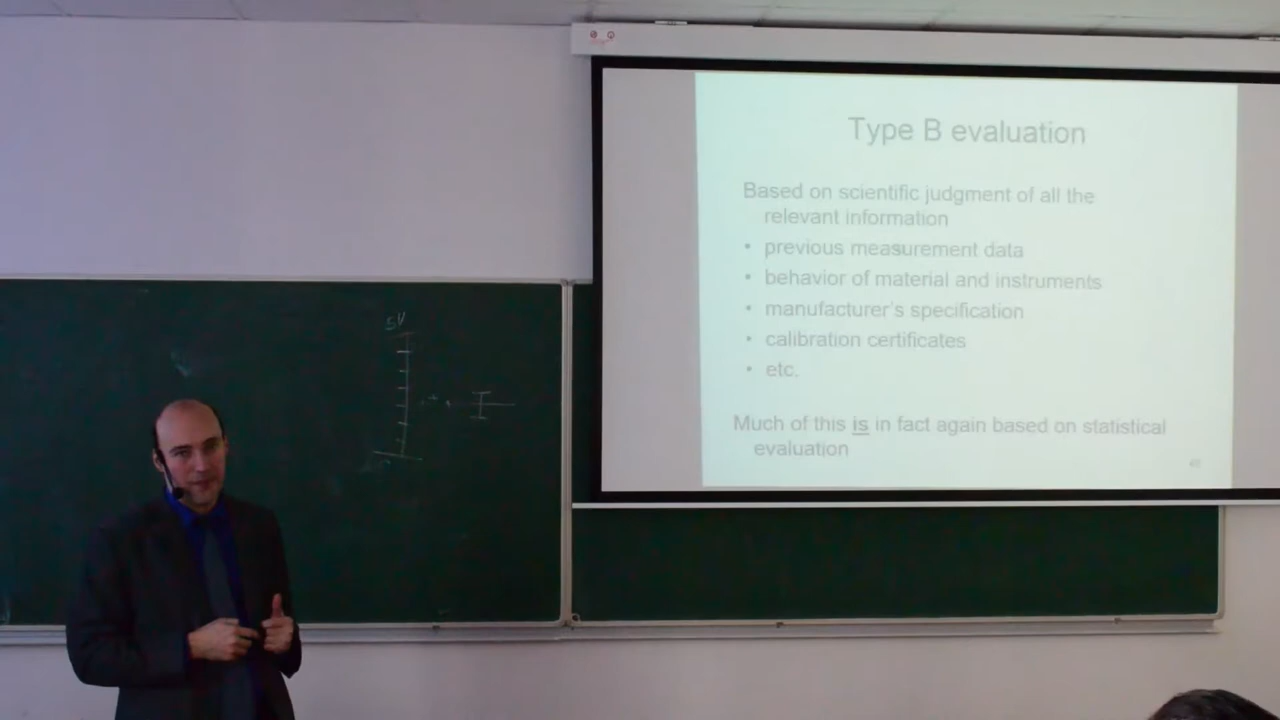 Type B evaluation
Based on scientific judgment of all the
relevant information
• previous measurement data
• behavior of material and instruments
• manufacturer's specification
• calibration certificates
• etc.
Much of this is in fact again based on statistical
evaluation
5V